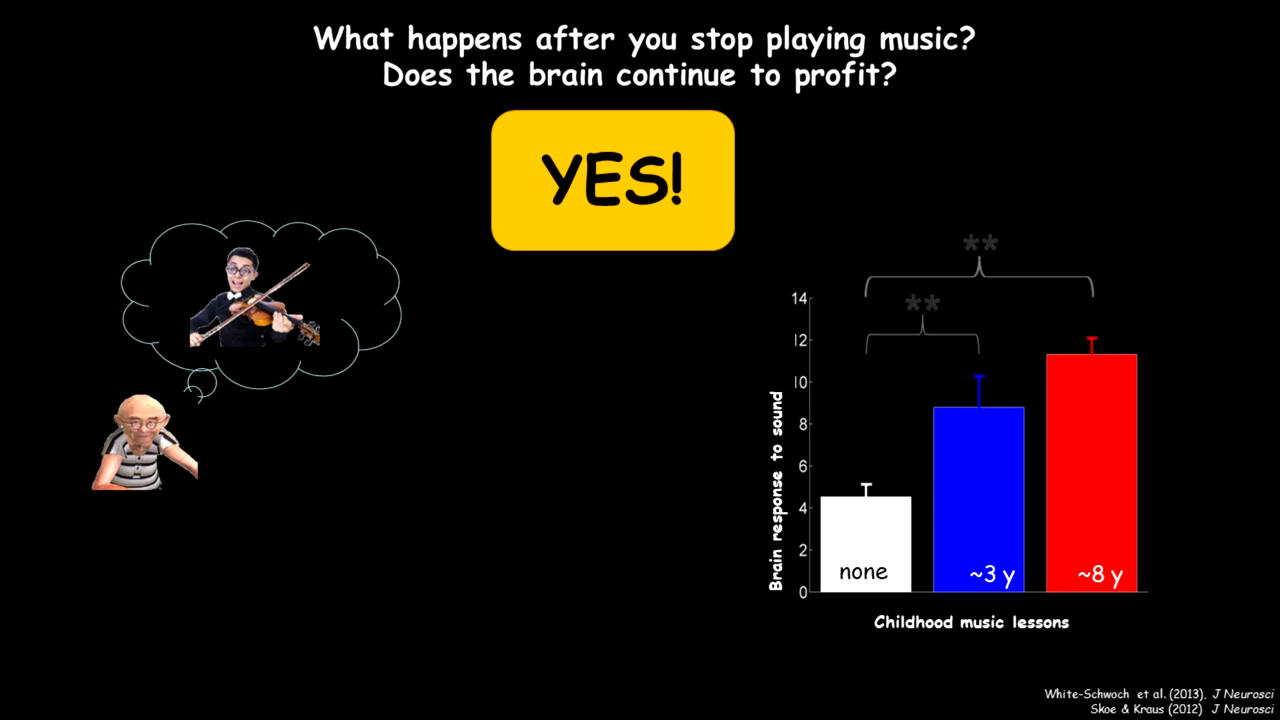 What happens after you stop playing music?
Does the brain continue to profit?
YES!
**
**
14
12
10
8
6
4
2
0
Brain response to sound
none
~3 y
~8 y
Childhood music lessons
White-Schwoch et al. (2013), J Neurosci
Skoe & Kraus (2012) J Neurosci